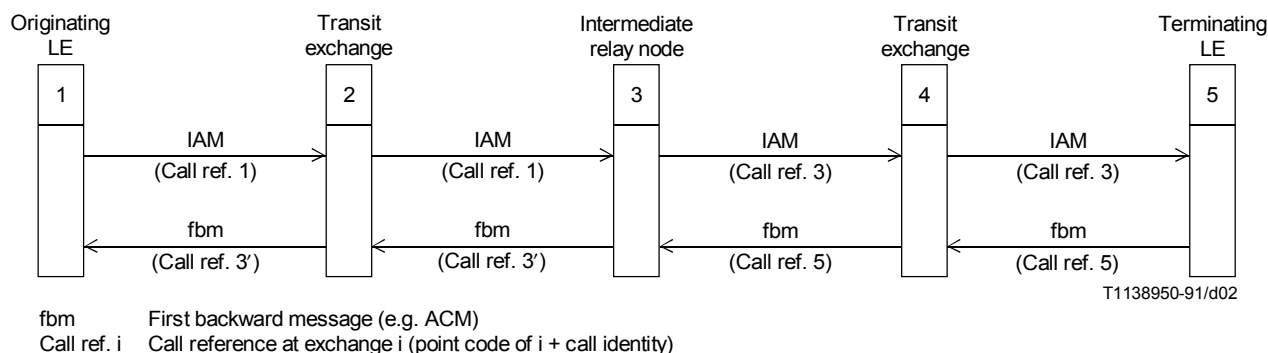 Originating LE
Transit exchange
Intermediate relay node
Transit exchange
Terminating LE
1
2
3
4
5
IAM
(Call ref. 1)
IAM
(Call ref. 1)
IAM
(Call ref. 3)
IAM
(Call ref. 3)
fbm
(Call ref. 3′)
fbm
(Call ref. 3′)
fbm
(Call ref. 5)
fbm
(Call ref. 5)
T1138950-91/d02
fbm First backward message (e.g. ACM)
Call ref. i Call reference at exchange i (point code of i + call identity)